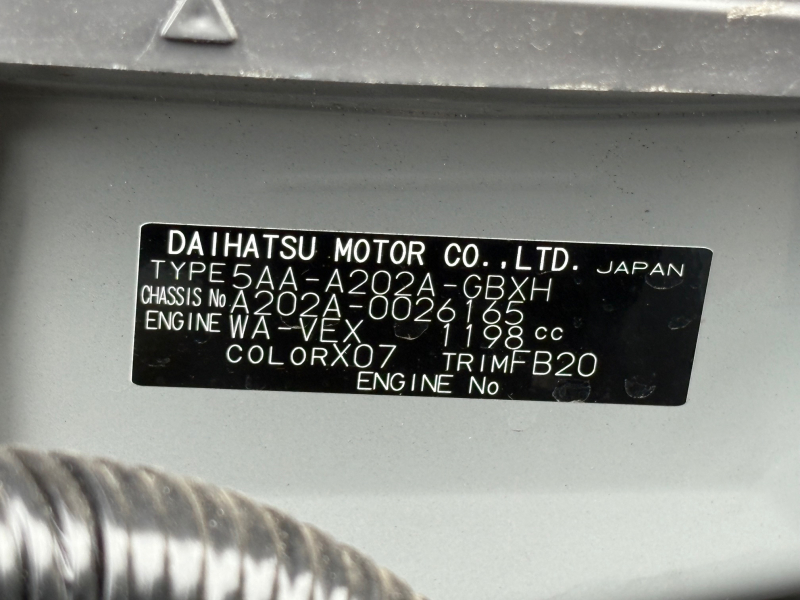 DAIHATSU MOTOR CO.,LTD. JAPAN
TYPE 5AA-A202A-GBXH
CHASSIS No A202A-0026165
ENGINE WA-VEX 1198 cc
COLOR X07 TRIM FB20
ENGINE No